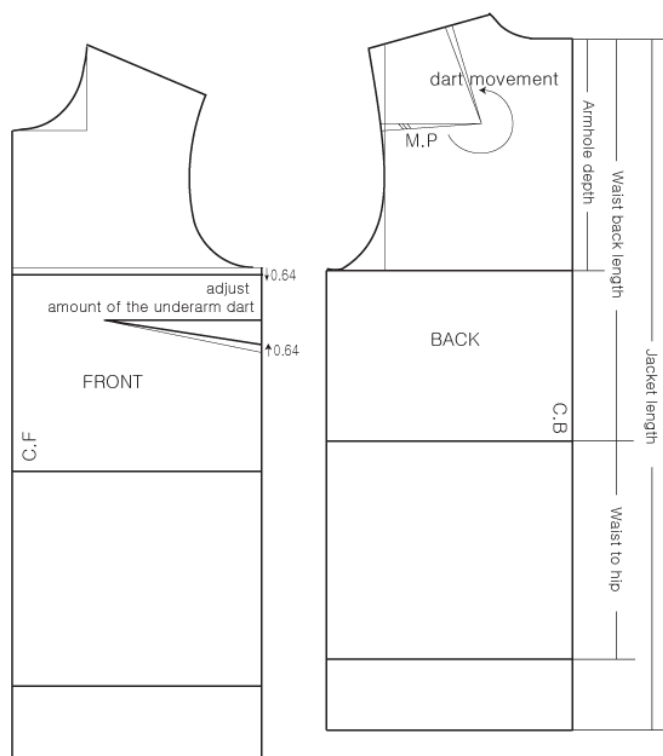 dart movement
M.P
Armhole depth
Waist back length
0.64
adjust
amount of the underarm dart
0.64
FRONT
BACK
Jacket length
C.F
C.B
Waist to hip